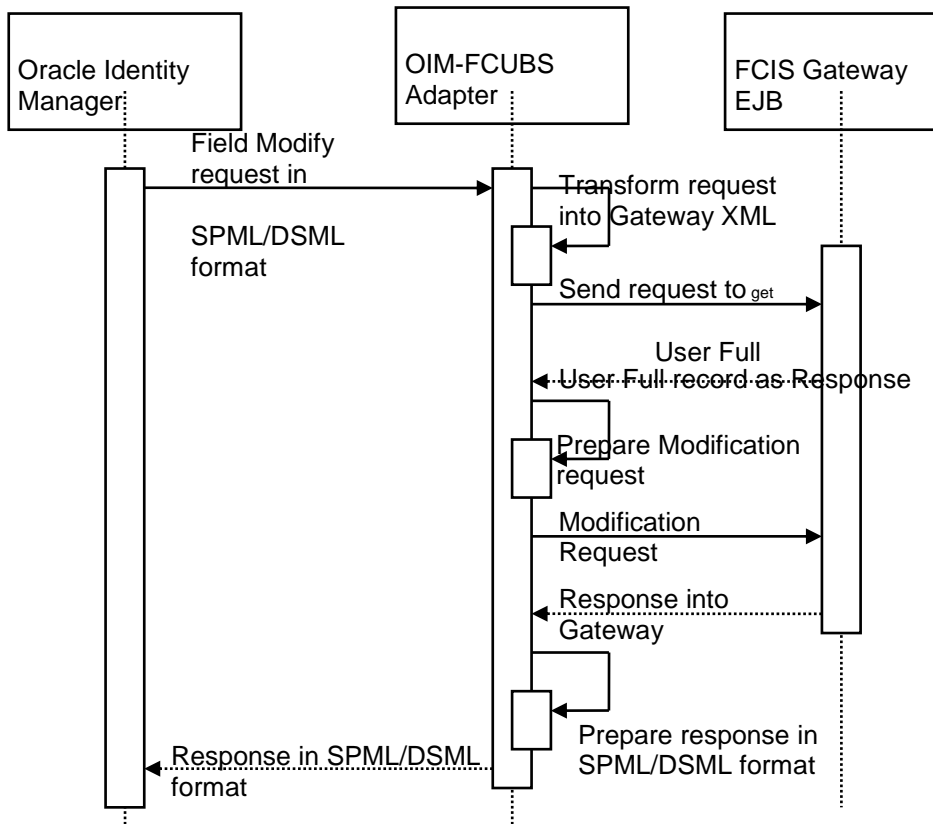 Oracle Identity
Manager
OIM-FCUBS
Adapter
FCIS Gateway
EJB
Field Modify
request in
SPML/DSML
format
Transform request
into Gateway XML
Send request to get
User Full
User Full record as Response
Prepare Modification
request
Modification
Request
Response into
Gateway
Prepare response in
SPML/DSML format
Response in SPML/DSML
format